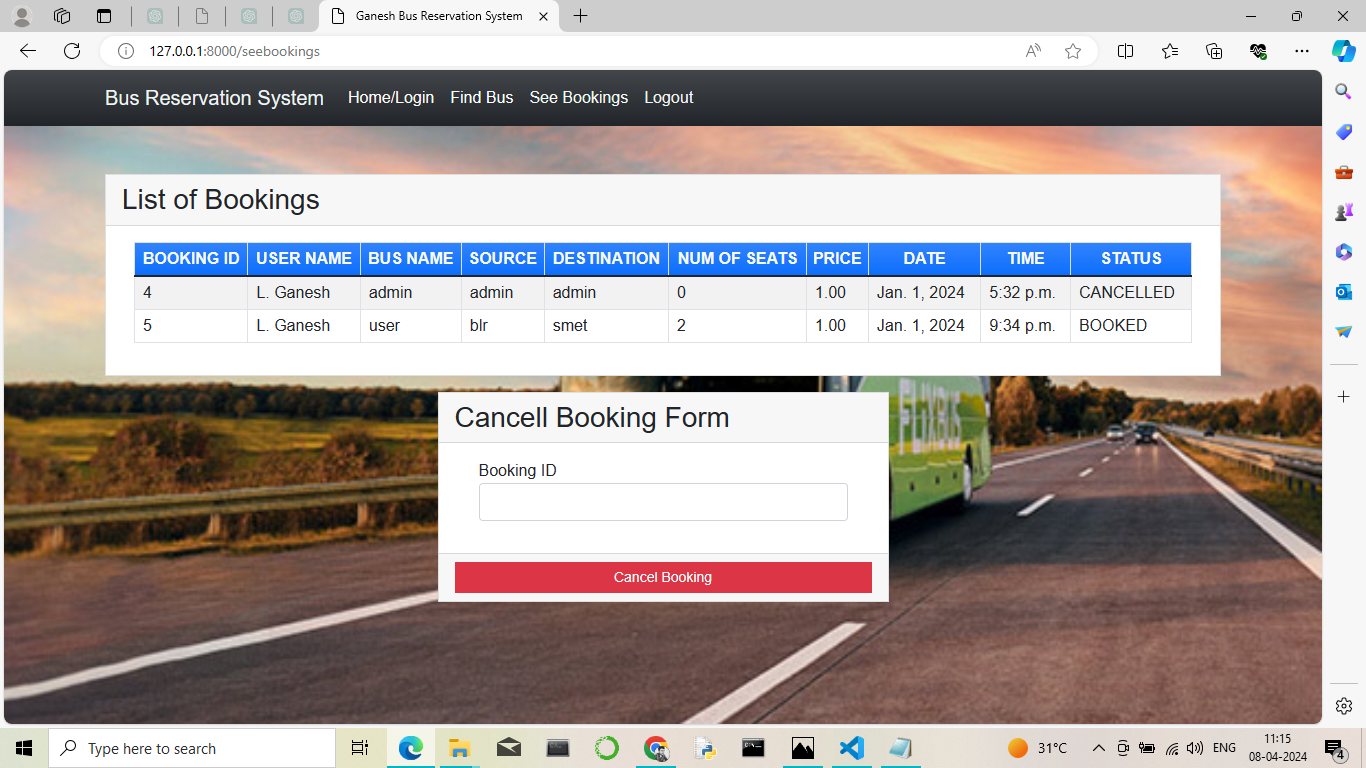 Ganesh Bus Reservation System
127.0.0.1:8000/seebookings
Bus Reservation System Home/Login Find Bus See Bookings Logout
List of Bookings
BOOKING ID USER NAME BUS NAME SOURCE DESTINATION NUM OF SEATS PRICE DATE TIME STATUS
4 L. Ganesh admin admin admin 0 1.00 Jan. 1, 2024 5:32 p.m. CANCELLED
5 L. Ganesh user blr smet 2 1.00 Jan. 1, 2024 9:34 p.m. BOOKED
FLiXBUS
Cancell Booking Form
Booking ID
Cancel Booking
Type here to search
31°C
ENG
11:15
08-04-2024
4